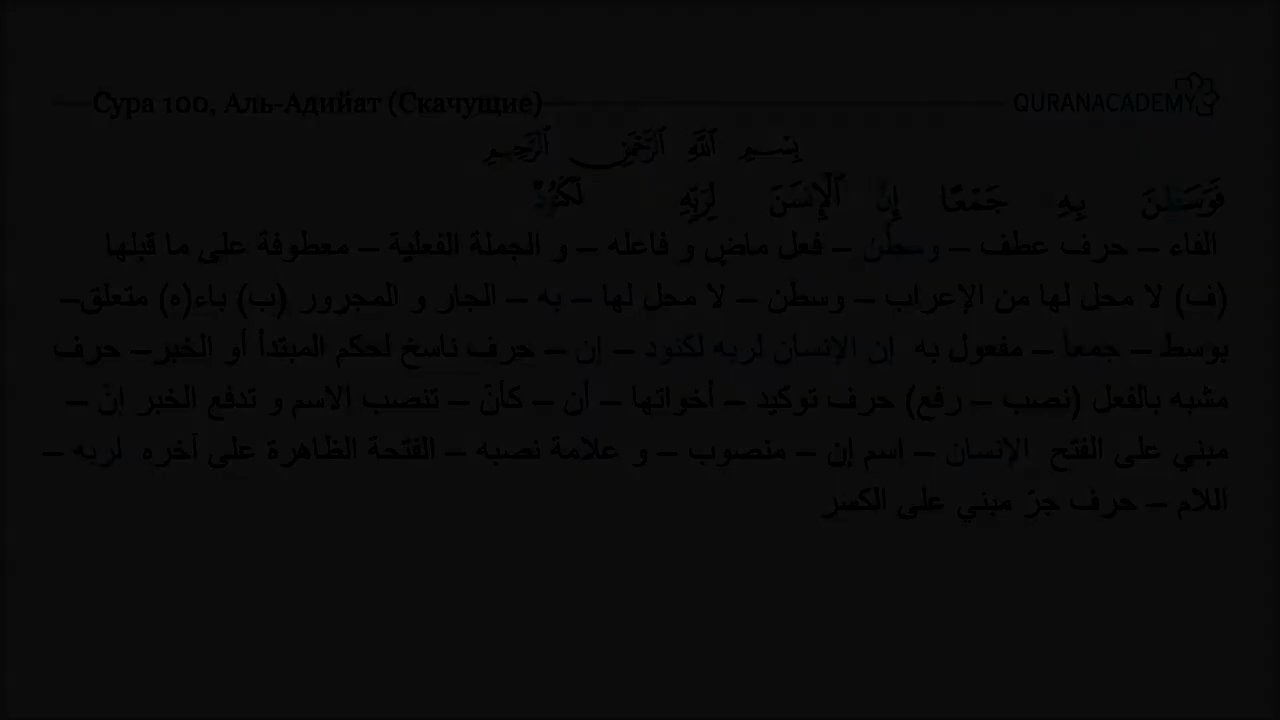 Сура 100, Аль-Адийат (Скачущие)
QURANACADEMY
بِسْمِ ٱللَّهِ ٱلرَّحْمَٰنِ ٱلرَّحِيمِ
فَوَسَطْنَ بِهِ جَمْعًا إِنَّ ٱلْإِنسَٰنَ لِرَبِّهِ لَكَنُودٌ
الفاء – حرف عطف – وسطْن – فعل ماضٍ و فاعله – و الجملة الفعلية – معطوفة على ما قبلها
(ف) لا محل لها من الإعراب – وسطن – لا محل لها – به – الجار و المجرور (ب) باء(ه) متعلق–
بوسط – جمعاً – مفعول به إن الإنسان لربه لكنود – إن – حرف ناسخ لحكم المبتدأ أو الخبر– حرف
مشبه بالفعل (نصب – رفع) حرف توكيد – أخواتها – أن – كأنّ – تنصب الاسم و تدفع الخبر إنّ –
مبني على الفتح الإنسان – اسم إن – منصوب – و علامة نصبه – الفتحة الظاهرة على آخره لربه –
اللام – حرف جرّ مبني على الكسر